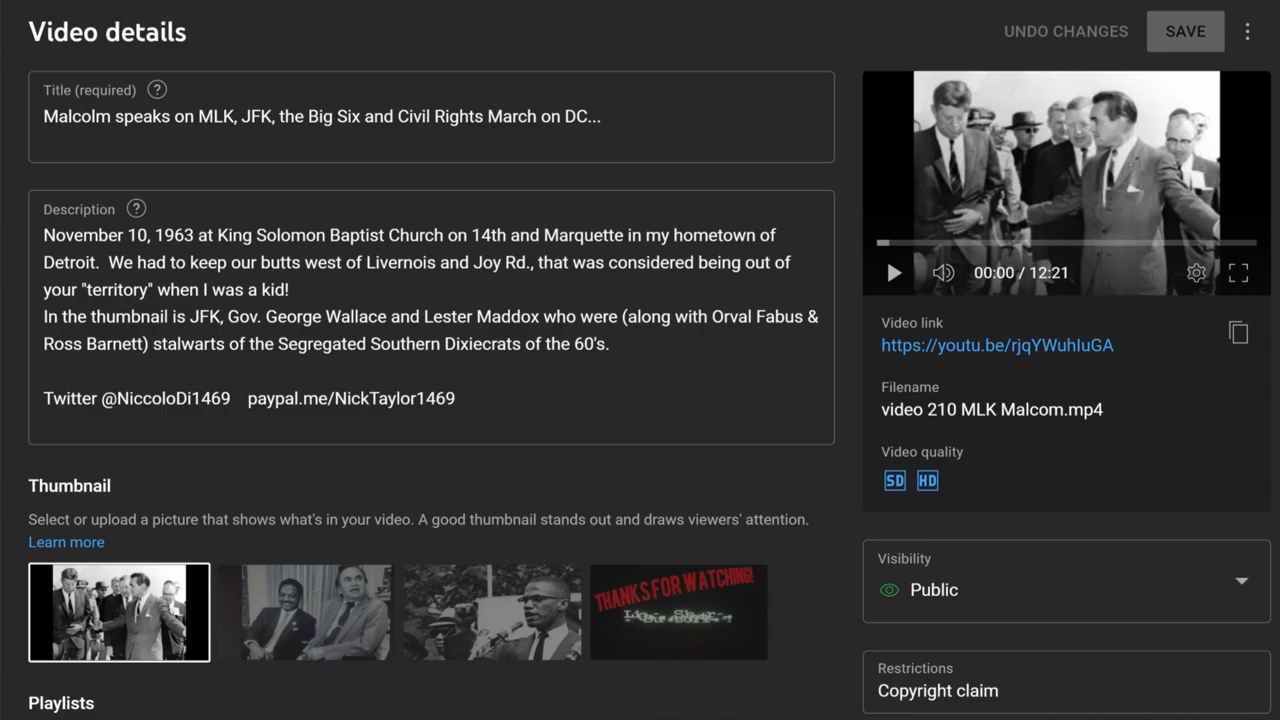 Video details
UNDO CHANGES
SAVE
Title (required)
Malcolm speaks on MLK, JFK, the Big Six and Civil Rights March on DC...
Description
November 10, 1963 at King Solomon Baptist Church on 14th and Marquette in my hometown of
Detroit.  We had to keep our butts west of Livernois and Joy Rd., that was considered being out of
your "territory" when I was a kid!
In the thumbnail is JFK, Gov. George Wallace and Lester Maddox who were (along with Orval Fabus &
Ross Barnett) stalwarts of the Segregated Southern Dixiecrats of the 60's.
Twitter @NiccoloDi1469    paypal.me/NickTaylor1469
Thumbnail
Select or upload a picture that shows what's in your video. A good thumbnail stands out and draws viewers' attention.
Learn more
THANKS FOR WATCHING!
Playlists
00:00 / 12:21
Video link
https://youtu.be/rjqYWuhIuGA
Filename
video 210 MLK Malcom.mp4
Video quality
SD HD
Visibility
Public
Restrictions
Copyright claim